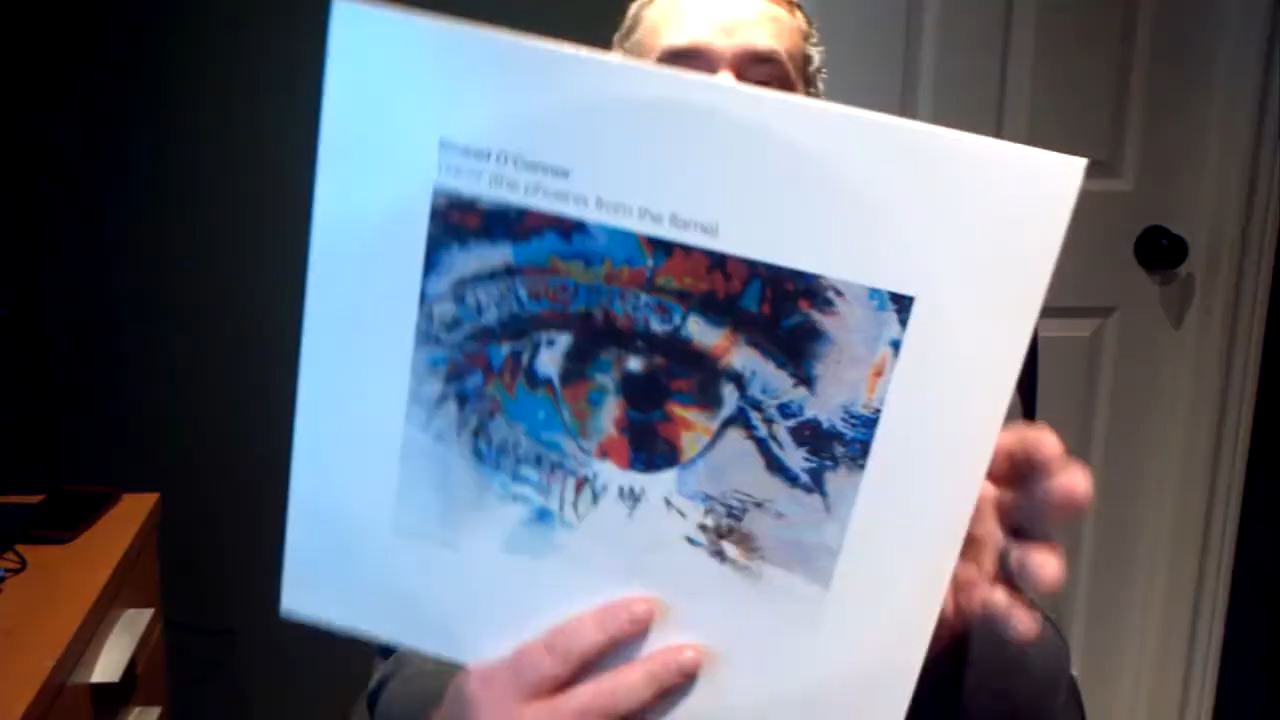 Sinead O'Connor
(the phoenix from the flame)